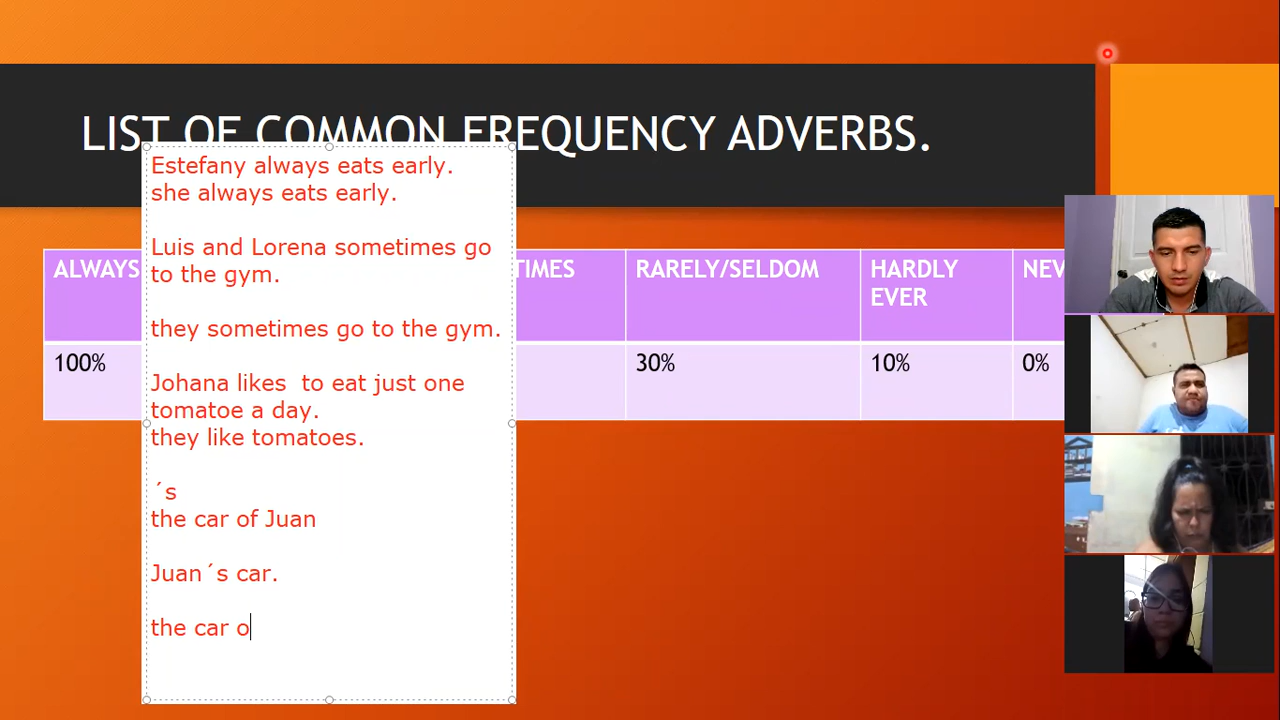 LIST OF COMMON FREQUENCY ADVERBS.
Estefany always eats early.
she always eats early.
Luis and Lorena sometimes go
to the gym.
they sometimes go to the gym.
Johana likes  to eat just one
tomatoe a day.
they like tomatoes.
´s
the car of Juan
Juan´s car.
the car o
ALWAYS
TIMES
RARELY/SELDOM
HARDLY
EVER
NEV
100%
30%
10%
0%